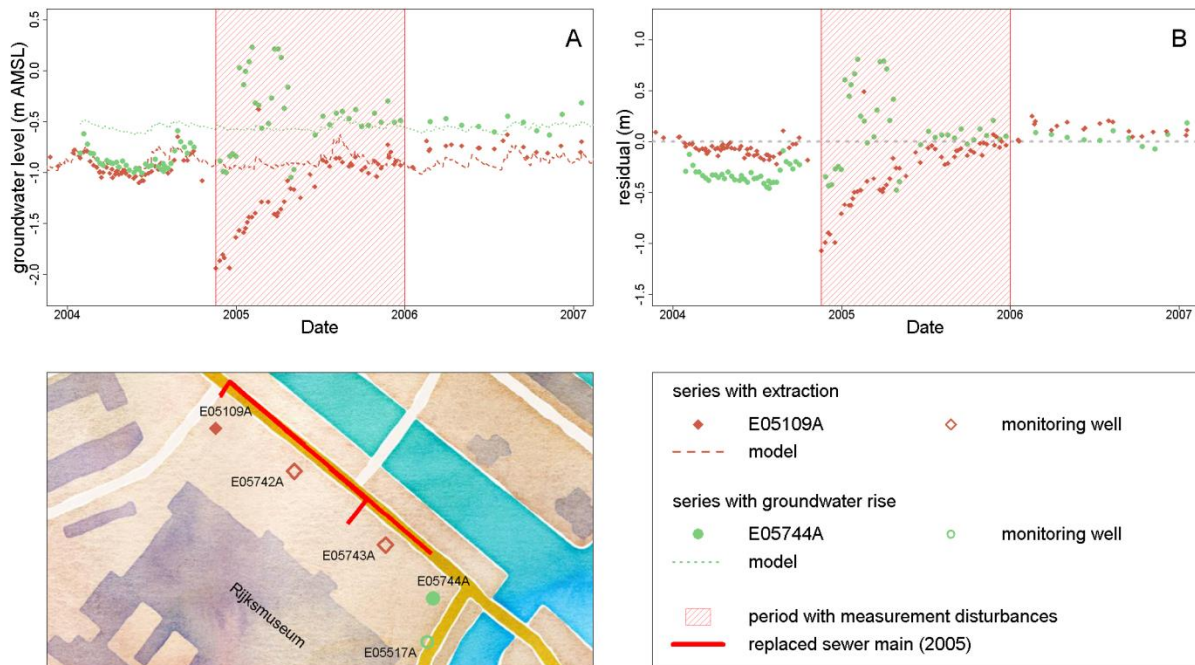 A
groundwater level (m AMSL)
0.5
0.0
-0.5
-1.0
-1.5
-2.0
2004
2005
2006
2007
Date
B
residual (m)
1.0
0.5
0.0
-0.5
-1.0
-1.5
2004
2005
2006
2007
Date
E05109A
E05742A
E05743A
E05744A
E05517A
Rijksmuseum
series with extraction
E05109A monitoring well
model
series with groundwater rise
E05744A monitoring well
model
period with measurement disturbances
replaced sewer main (2005)